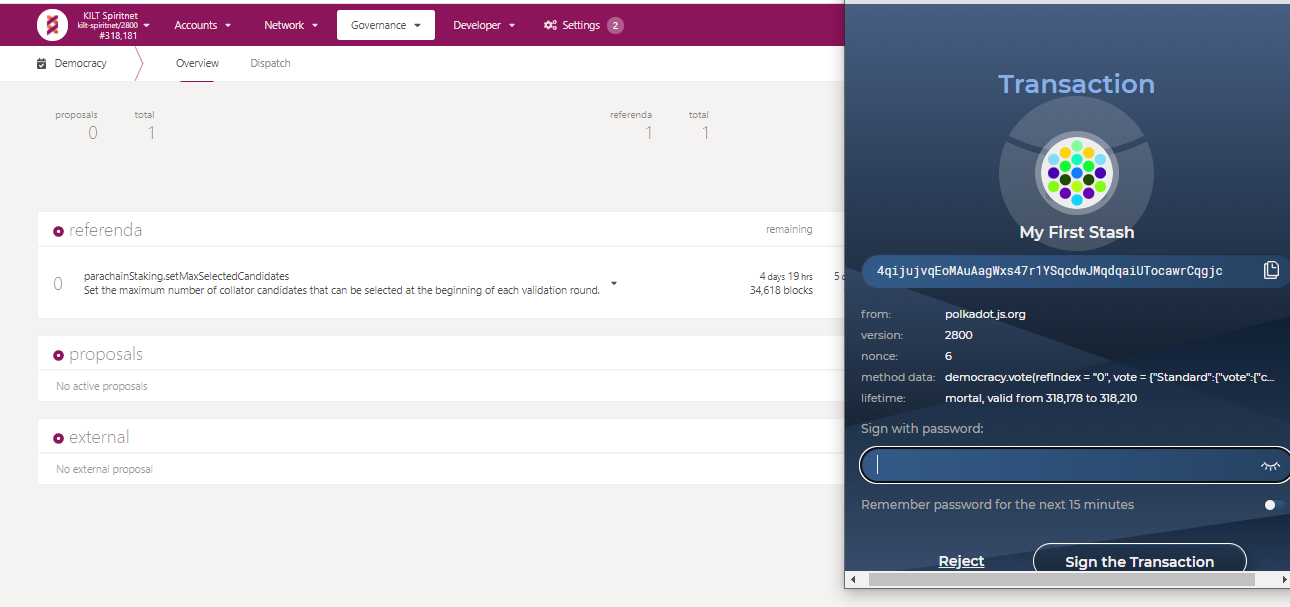 KILT Spiritnet
kilt-spiritnet/2800
#318,181
Accounts
Network
Governance
Developer
Settings 2
Democracy
Overview
Dispatch
proposals
total
0
1
referenda
total
1
1
referenda
remaining
0
parachainStaking.setMaxSelectedCandidates
Set the maximum number of collator candidates that can be selected at the beginning of each validation round.
4 days 19 hrs
34,618 blocks
5
proposals
No active proposals
external
No external proposal
Transaction
My First Stash
4qijujvqEoMAuAagWxs47r1YSqcdwJMqdqaiUTocawrCqgjc
from: polkadot.js.org
version: 2800
nonce: 6
method data: democracy.vote(refIndex = "0", vote = {"Standard":{"vote":{"c...
lifetime: mortal, valid from 318,178 to 318,210
Sign with password:
Remember password for the next 15 minutes
Reject
Sign the Transaction